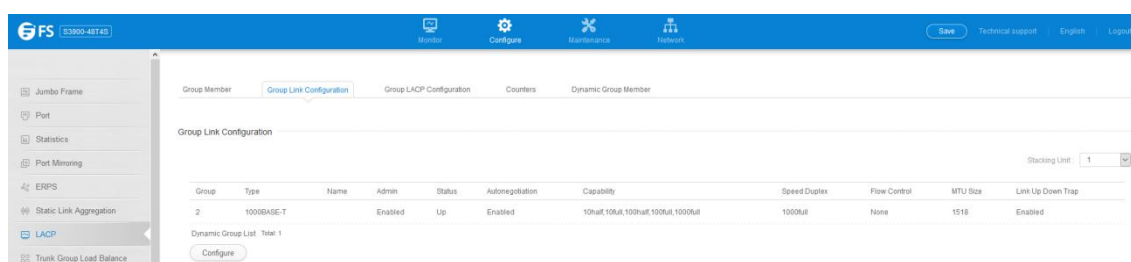 FS S3900-48T4S
Monitor Configure Maintenance Network
Save Technical support English Logout
Jumbo Frame
Port
Statistics
Port Mirroring
ERPS
Static Link Aggregation
LACP
Trunk Group Load Balance
Group Member Group Link Configuration Group LACP Configuration Counters Dynamic Group Member
Group Link Configuration
Stacking Unit: 1
Group Type Name Admin Status Autonegotiation Capability Speed Duplex Flow Control MTU Size Link Up Down Trap
2 1000BASE-T Enabled Up Enabled 10half,10full,100half,100full,1000full 1000full None 1518 Enabled
Dynamic Group List Total: 1
Configure